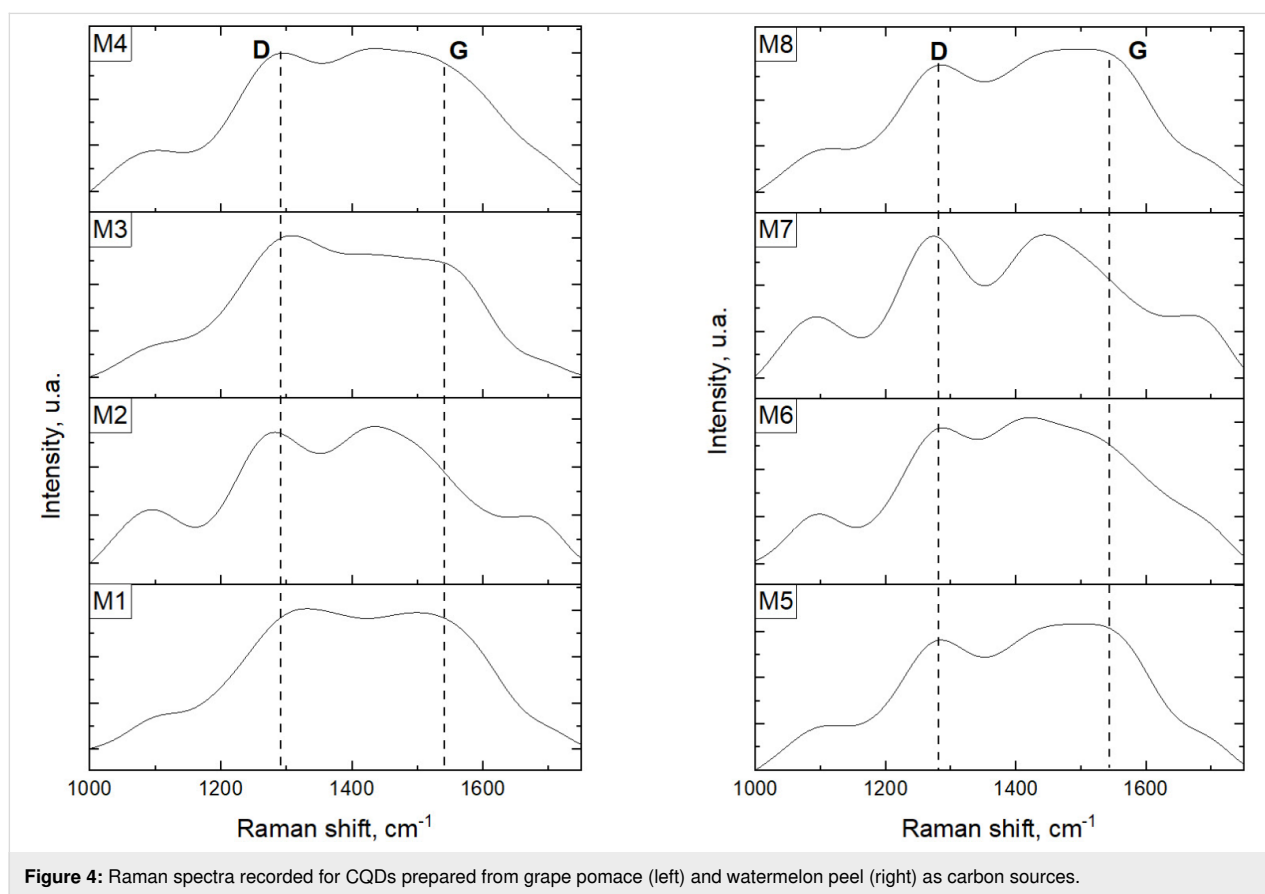 M4
D
G
M3
M2
M1
Intensity, u.a.
1000
1200
1400
1600
Raman shift, cm⁻¹
M8
D
G
M7
M6
M5
Intensity, u.a.
1000
1200
1400
1600
Raman shift, cm⁻¹
Figure 4: Raman spectra recorded for CQDs prepared from grape pomace (left) and watermelon peel (right) as carbon sources.